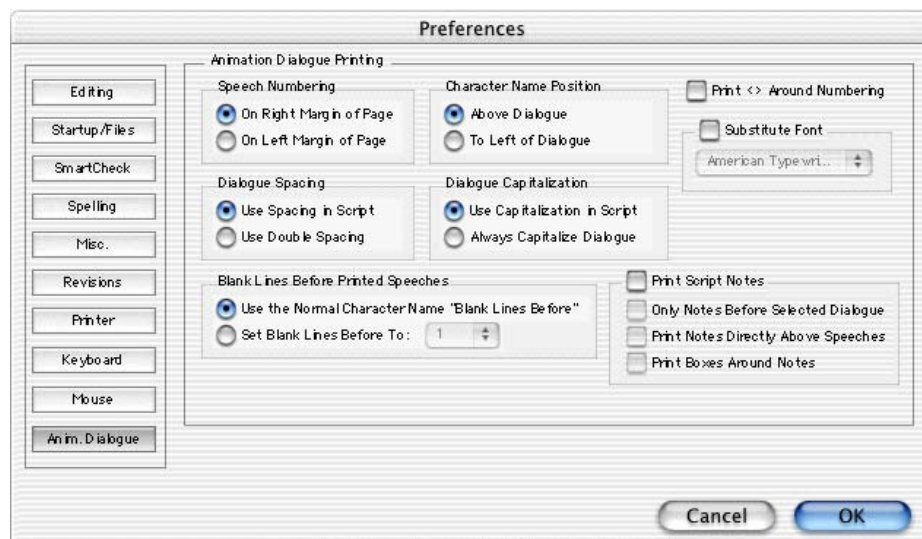 Preferences
Editing
Startup/Files
SmartCheck
Spelling
Misc.
Revisions
Printer
Keyboard
Mouse
Anim. Dialogue
Animation Dialogue Printing
Speech Numbering
On Right Margin of Page
On Left Margin of Page
Character Name Position
Above Dialogue
To Left of Dialogue
Print <> Around Numbering
Substitute Font
American Typewri...
Dialogue Spacing
Use Spacing in Script
Use Double Spacing
Dialogue Capitalization
Use Capitalization in Script
Always Capitalize Dialogue
Blank Lines Before Printed Speeches
Use the Normal Character Name "Blank Lines Before"
Set Blank Lines Before To: 1
Print Script Notes
Only Notes Before Selected Dialogue
Print Notes Directly Above Speeches
Print Boxes Around Notes
Cancel
OK